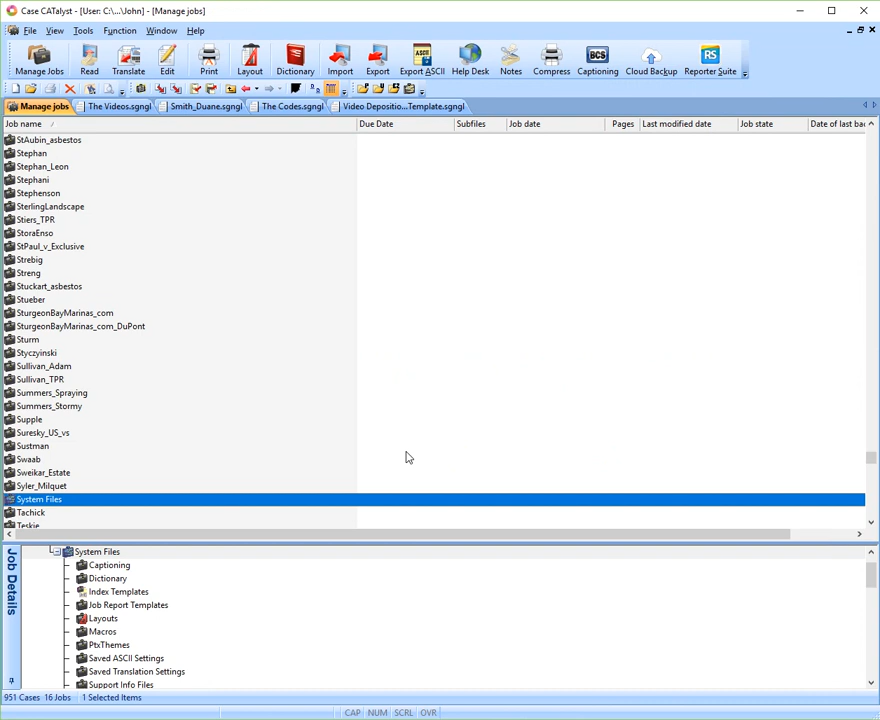 Case CATalyst - [User: C:\...\John] - [Manage jobs]
File View Tools Function Window Help
Manage Jobs Read Translate Edit Print Layout Dictionary Import Export Export ASCII Help Desk Notes Compress Captioning Cloud Backup Reporter Suite
Manage jobs The Videos.sgngl Smith_Duane.sgngl The Codes.sgngl Video Depositio...Template.sgngl
Job name Due Date Subfiles Job date Pages Last modified date Job state Date of last bac
StAubin_asbestos
Stephan
Stephan_Leon
Stephani
Stephenson
SterlingLandscape
Stiers_TPR
StoraEnso
StPaul_v_Exclusive
Strebig
Streng
Stuckart_asbestos
Stueber
SturgeonBayMarinas_com
SturgeonBayMarinas_com_DuPont
Sturm
Styczyinski
Sullivan_Adam
Sullivan_TPR
Summers_Spraying
Summers_Stormy
Supple
Suresky_US_vs
Sustman
Swaab
Sweikar_Estate
Syler_Milquet
System Files
Tachick
Teskie
Job Details
System Files
Captioning
Dictionary
Index Templates
Job Report Templates
Layouts
Macros
PtxThemes
Saved ASCII Settings
Saved Translation Settings
Support Info Files
951 Cases 16 Jobs 1 Selected Items
CAP NUM SCRL OVR